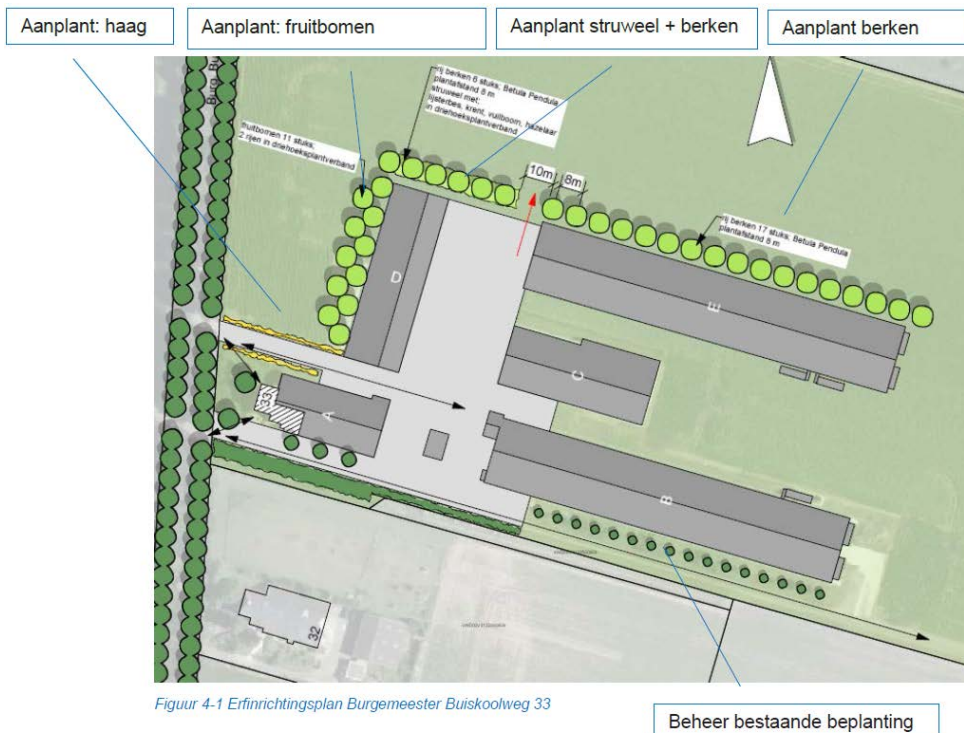 Aanplant: haag
Aanplant: fruitbomen
Aanplant struweel + berken
Aanplant berken
Burg. Bu
rij berken 6 stuks; Betula Pendula
plantafstand 8 m
struweel met;
lijsterbes, krent, vuilboom, hazelaar
in driehoeksplantverband
fruitbomen 11 stuks;
2 rijen in driehoeksplantverband
10m
8m
rij berken 17 stuks; Betula Pendula
plantafstand 8 m
D
E
C
33
A
B
32
Figuur 4-1 Erfinrichtingsplan Burgemeester Buiskoolweg 33
Beheer bestaande beplanting